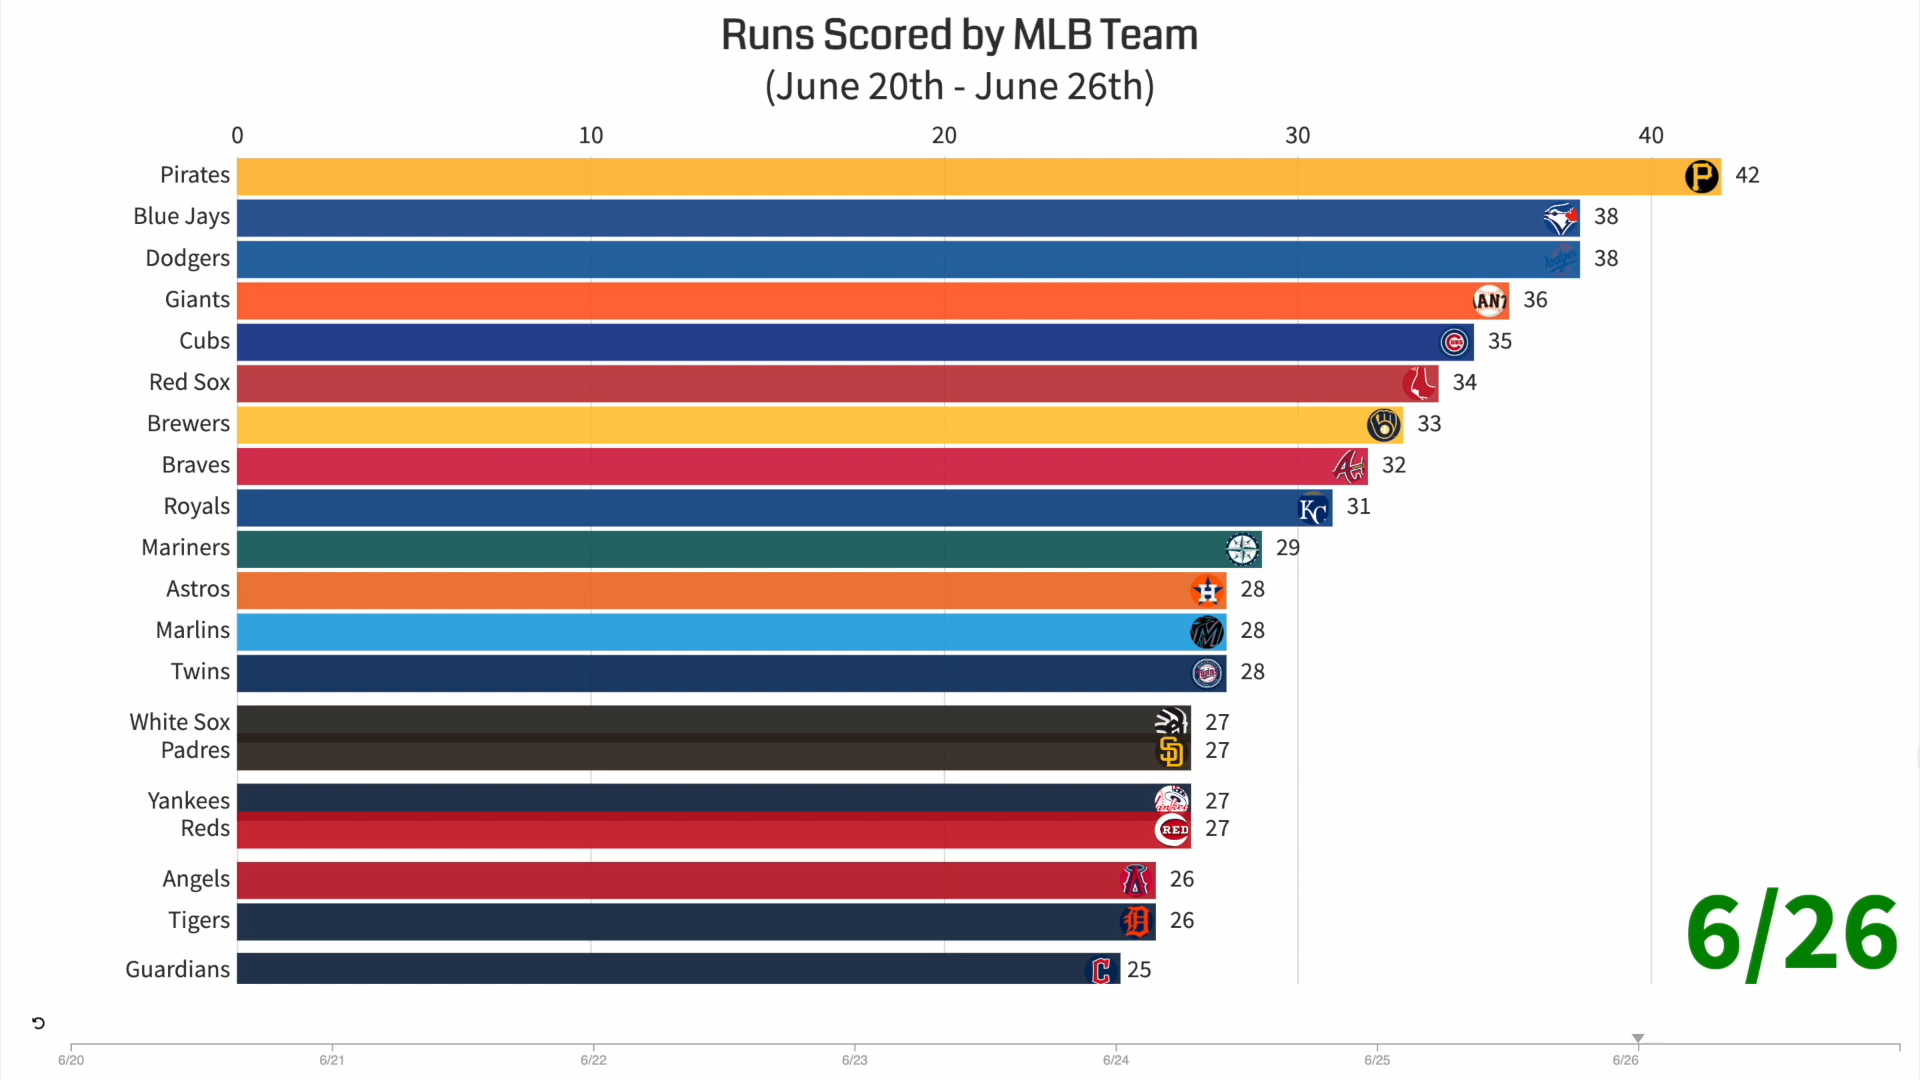 Runs Scored by MLB Team
(June 20th - June 26th)
0 10 20 30 40
Pirates 42
Blue Jays 38
Dodgers 38
Giants 36
Cubs 35
Red Sox 34
Brewers 33
Braves 32
Royals 31
Mariners 29
Astros 28
Marlins 28
Twins 28
White Sox 27
Padres 27
Yankees 27
Reds 27
Angels 26
Tigers 26
Guardians 25
6/26
6/20 6/21 6/22 6/23 6/24 6/25 6/26